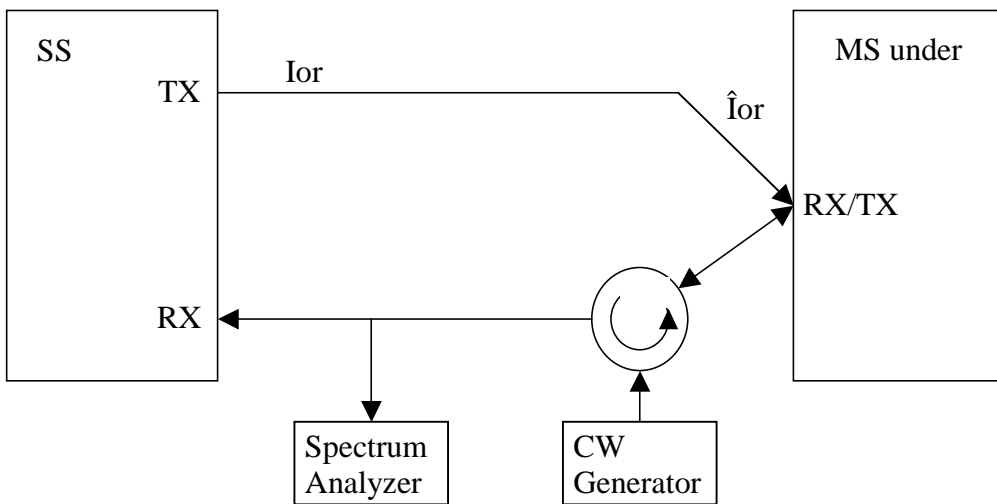 SS
MS under
TX
Ior
Îor
RX/TX
RX
Spectrum
Analyzer
CW
Generator